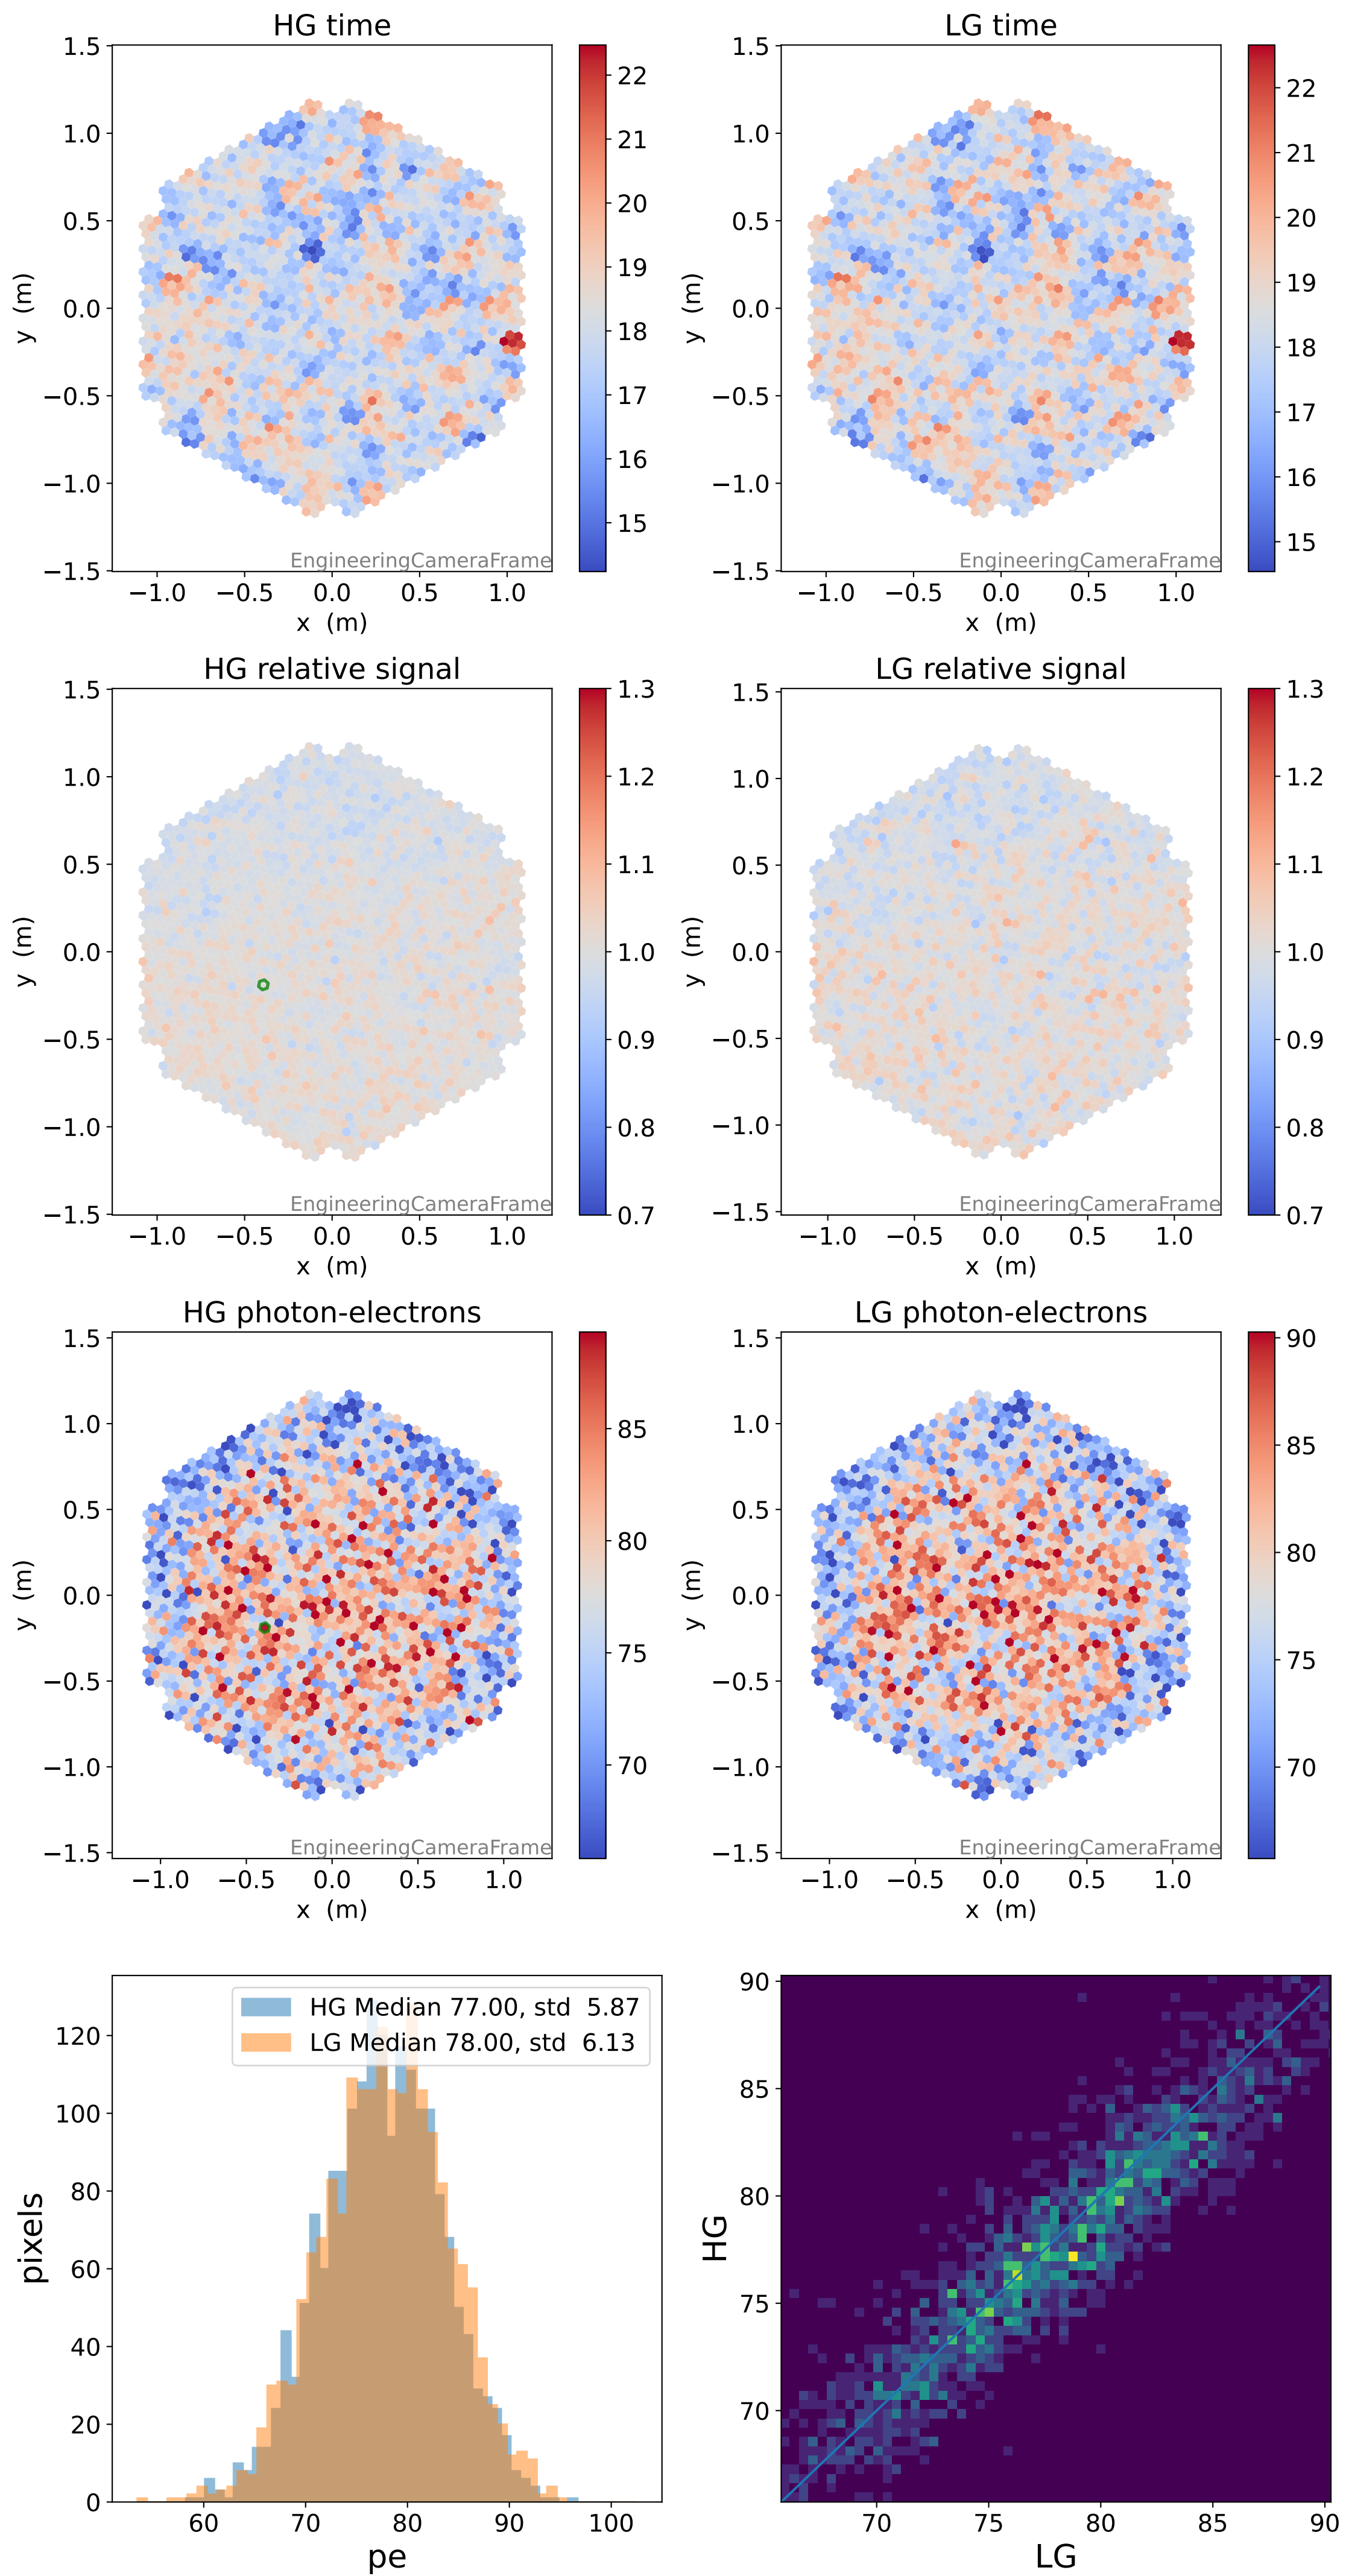 HG time
LG time
1.5
1.0
0.5
0.0
−0.5
−1.0
−1.5
y (m)
−1.0 −0.5 0.0 0.5 1.0
x (m)
EngineeringCameraFrame
22
21
20
19
18
17
16
15
1.5
1.0
0.5
0.0
−0.5
−1.0
−1.5
y (m)
−1.0 −0.5 0.0 0.5 1.0
x (m)
EngineeringCameraFrame
22
21
20
19
18
17
16
15
HG relative signal
LG relative signal
1.5
1.0
0.5
0.0
−0.5
−1.0
−1.5
y (m)
−1.0 −0.5 0.0 0.5 1.0
x (m)
EngineeringCameraFrame
1.3
1.2
1.1
1.0
0.9
0.8
0.7
1.5
1.0
0.5
0.0
−0.5
−1.0
−1.5
y (m)
−1.0 −0.5 0.0 0.5 1.0
x (m)
EngineeringCameraFrame
1.3
1.2
1.1
1.0
0.9
0.8
0.7
HG photon-electrons
LG photon-electrons
1.5
1.0
0.5
0.0
−0.5
−1.0
−1.5
y (m)
−1.0 −0.5 0.0 0.5 1.0
x (m)
EngineeringCameraFrame
85
80
75
70
1.5
1.0
0.5
0.0
−0.5
−1.0
−1.5
y (m)
−1.0 −0.5 0.0 0.5 1.0
x (m)
EngineeringCameraFrame
90
85
80
75
70
HG Median 77.00, std 5.87
LG Median 78.00, std 6.13
120
100
80
60
40
20
0
pixels
60 70 80 90 100
pe
90
85
80
75
70
HG
70 75 80 85 90
LG